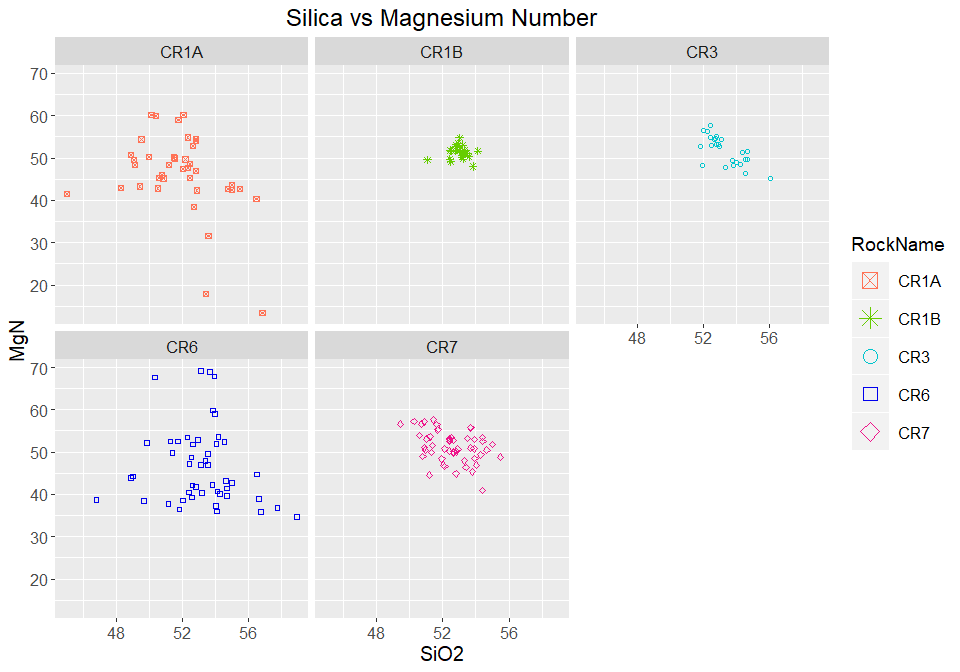 Silica vs Magnesium Number
CR1A CR1B CR3
70
60
50
40
30
20
48 52 56
CR6 CR7
70
60
50
40
30
20
48 52 56 48 52 56
MgN
SiO2
RockName
CR1A
CR1B
CR3
CR6
CR7